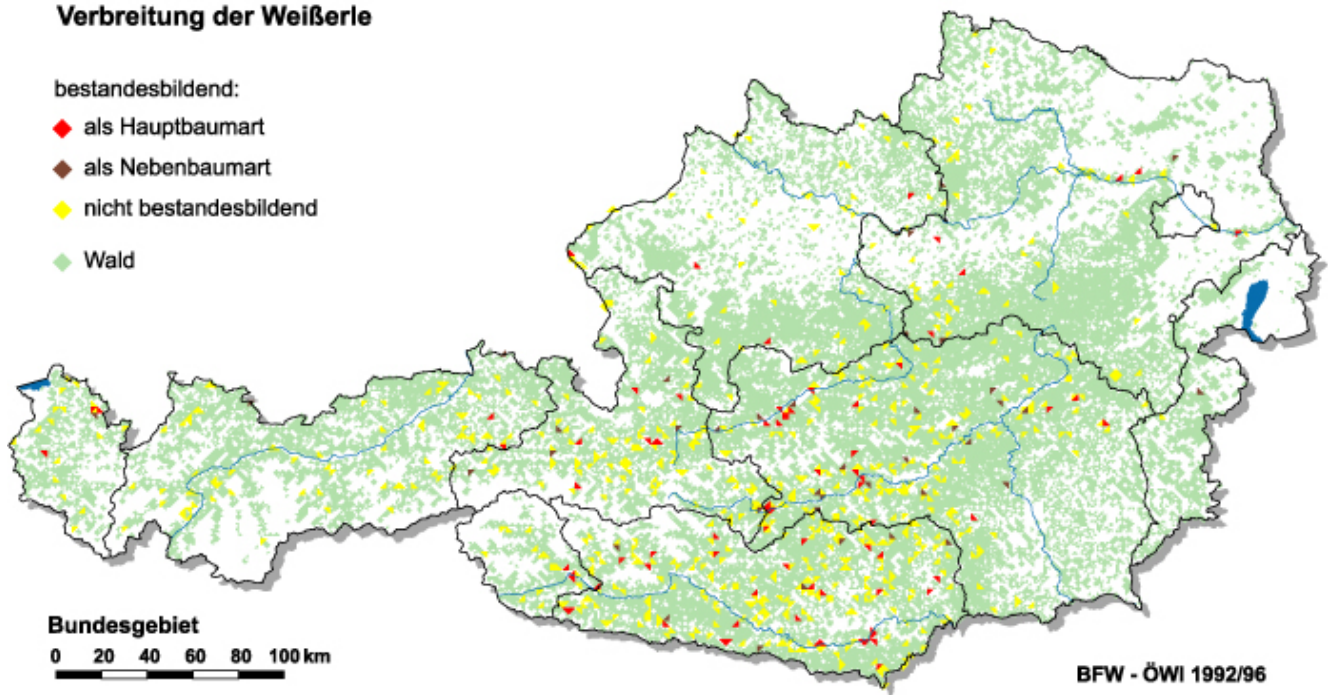 Verbreitung der Weißerle
bestandesbildend:
als Hauptbaumart
als Nebenbaumart
nicht bestandesbildend
Wald
Bundesgebiet
0 20 40 60 80 100 km
BFW - ÖWI 1992/96